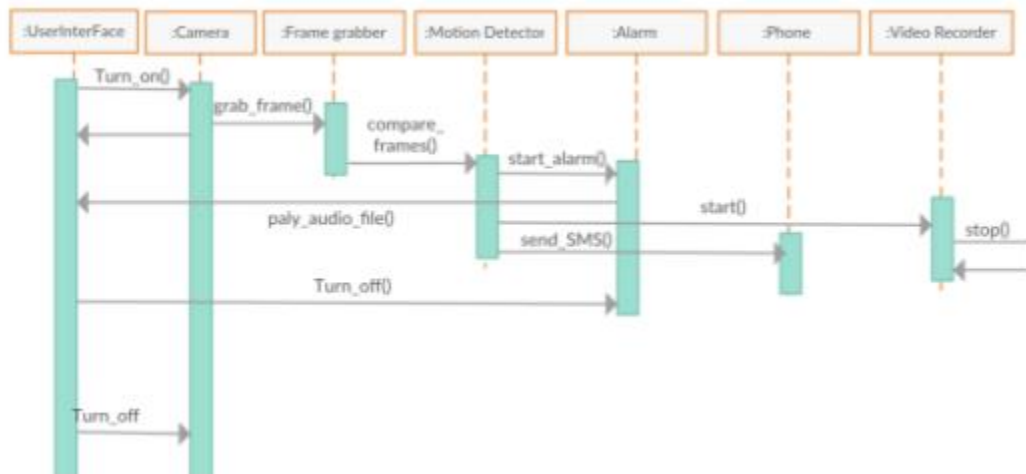 :UserInterFace
:Camera
:Frame grabber
:Motion Detector
:Alarm
:Phone
:Video Recorder
Turn_on()
grab_frame()
compare_
frames()
start_alarm()
paly_audio_file()
start()
stop()
send_SMS()
Turn_off()
Turn_off